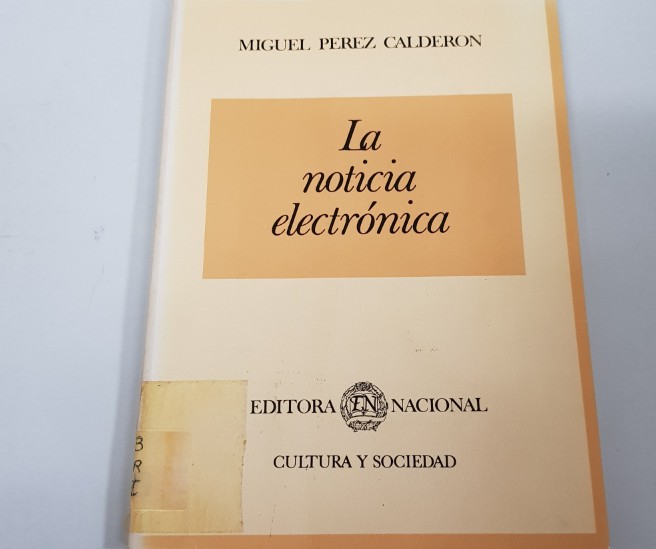 MIGUEL PEREZ CALDERON
La
noticia
electrónica
EDITORA EN NACIONAL
CULTURA Y SOCIEDAD
B
R